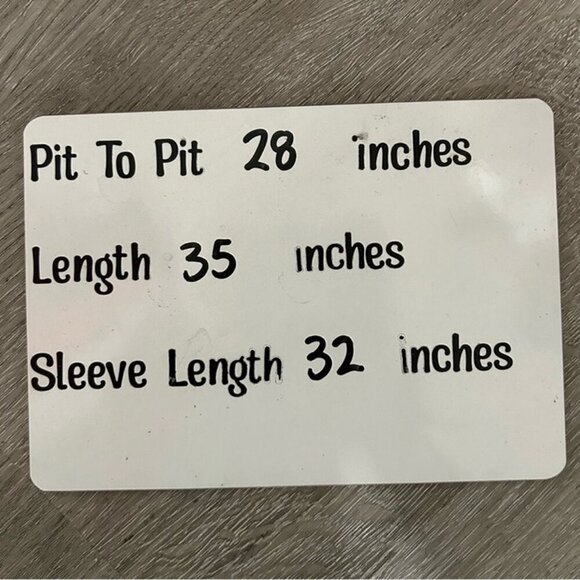 Pit To Pit 28 inches
Length 35 inches
Sleeve Length 32 inches